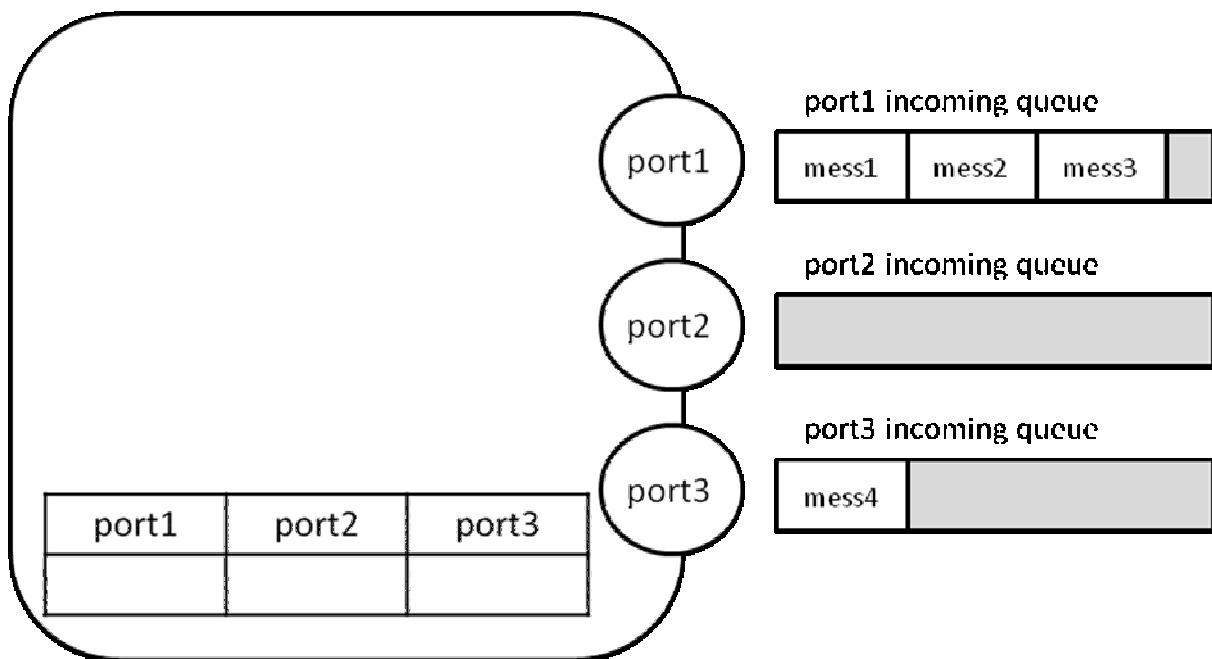 port1 incoming queue
port1
mess1 mess2 mess3
port2 incoming queue
port2
port3 incoming queue
port3
mess4
port1 port2 port3